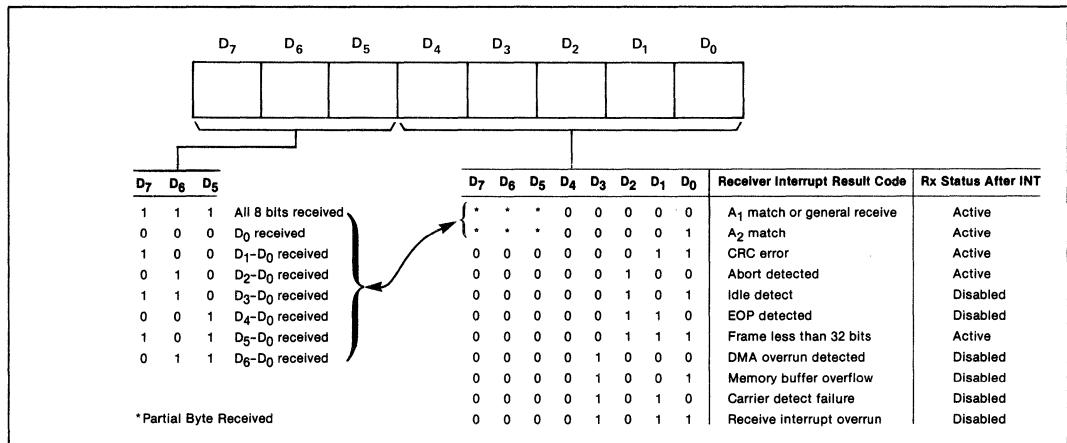 D7 D6 D5 D4 D3 D2 D1 D0
D7 D6 D5
1 1 1 All 8 bits received
0 0 0 D0 received
1 0 0 D1–D0 received
0 1 0 D2–D0 received
1 1 0 D3–D0 received
0 0 1 D4–D0 received
1 0 1 D5–D0 received
0 1 1 D6–D0 received
*Partial Byte Received
D7 D6 D5 D4 D3 D2 D1 D0 Receiver Interrupt Result Code Rx Status After INT
* * * 0 0 0 0 0 A1 match or general receive Active
* * * 0 0 0 0 1 A2 match Active
0 0 0 0 0 0 1 1 CRC error Active
0 0 0 0 0 1 0 0 Abort detected Active
0 0 0 0 0 1 0 1 Idle detect Disabled
0 0 0 0 0 1 1 0 EOP detected Disabled
0 0 0 0 0 1 1 1 Frame less than 32 bits Active
0 0 0 0 1 0 0 0 DMA overrun detected Disabled
0 0 0 0 1 0 0 1 Memory buffer overflow Disabled
0 0 0 0 1 0 1 0 Carrier detect failure Disabled
0 0 0 0 1 0 1 1 Receive interrupt overrun Disabled